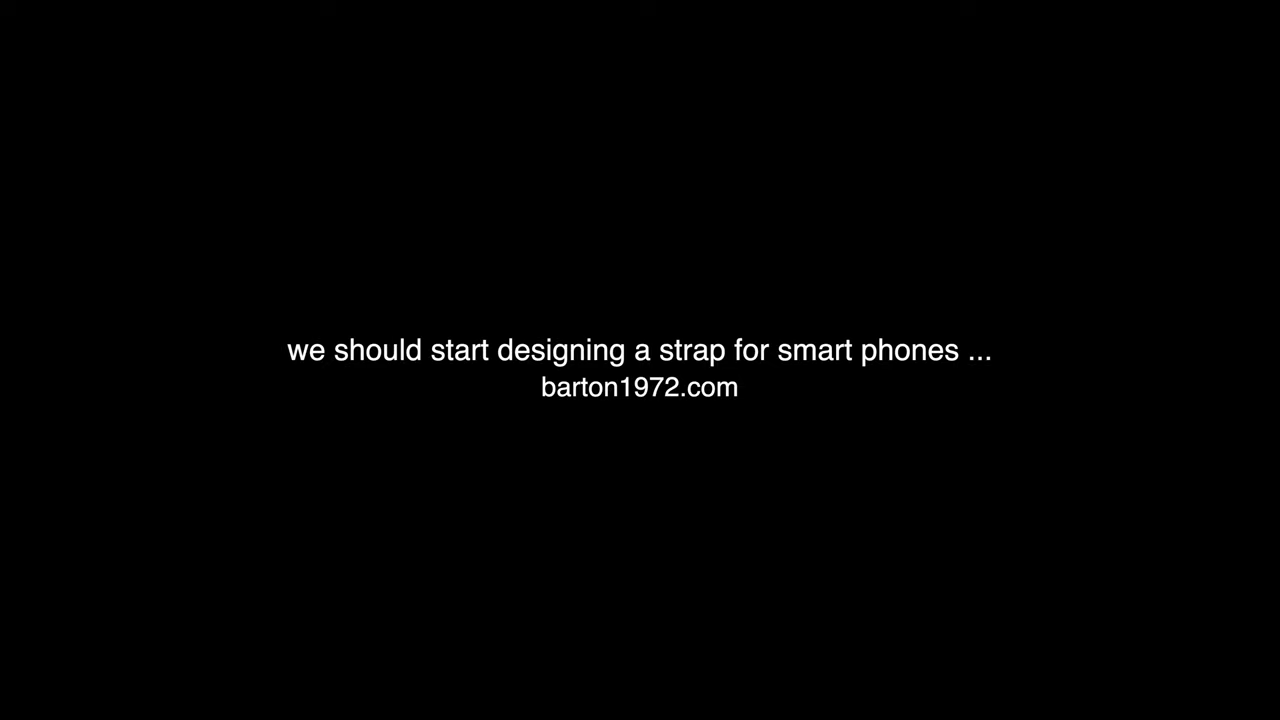 we should start designing a strap for smart phones ...
barton1972.com